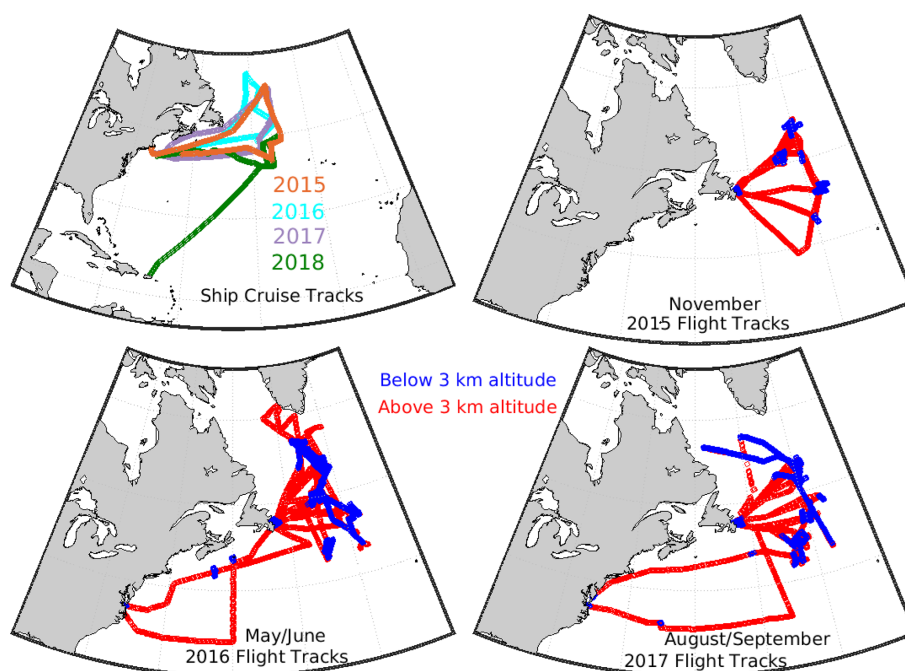 2015
2016
2017
2018
Ship Cruise Tracks
November
2015 Flight Tracks
Below 3 km altitude
Above 3 km altitude
May/June
2016 Flight Tracks
August/September
2017 Flight Tracks